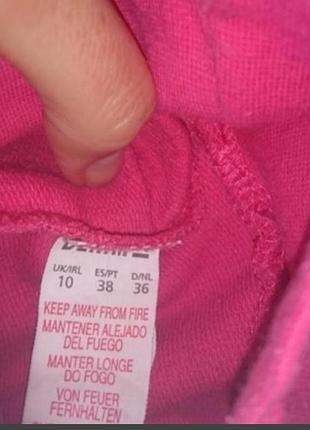 DENIM
UK/IRL ES/PT D/NL
10 38 36
KEEP AWAY FROM FIRE
MANTENER ALEJADO
DEL FUEGO
MANTER LONGE
DO FOGO
VON FEUER
FERNHALTEN